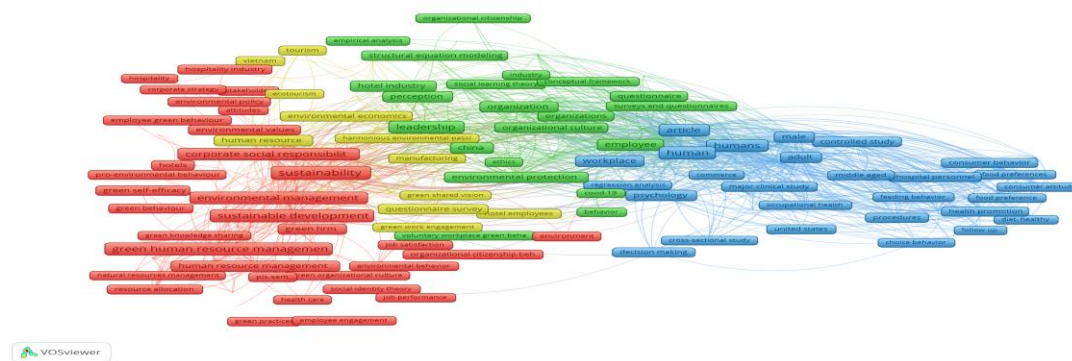 organizational citizenship
empirical analysis
tourism
structural equation modeling
vietnam
hospitality industry
industry
hospitality
social learning theory
conceptual framework
hotel industry
corporate strategy
stakeholder
ecotourism
perception
questionnaire
environmental policy
organization
surveys and questionnaires
attitudes
environmental economics
organizations
employee green behaviour
leadership
organizational culture
environmental values
article
human resource
harmonious environmental passi
male
controlled study
china
employee
humans
corporate social responsibilit
human
adult
manufacturing
ethics
workplace
consumer behavior
hotels
sustainability
pro-environmental behaviour
environmental protection
commerce
middle aged
hospital personnel
food preferences
regression analysis
major clinical study
consumer attitude
green self-efficacy
environmental management
green shared vision
covid-19
psychology
feeding behavior
food preference
green behaviour
questionnaire survey
hotel employees
behavior
occupational health
health promotion
sustainable development
procedures
diet, healthy
green work engagement
united states
follow up
green knowledge sharing
green hrm
voluntary workplace green beha
environment
cross-sectional study
choice behavior
green human resource management
job satisfaction
organizational citizenship beh
decision making
human resource management
environmental behavior
natural resources management
pls-sem
green organizational culture
resource allocation
social identity theory
health care
job performance
green practices
employee engagement
VOSviewer